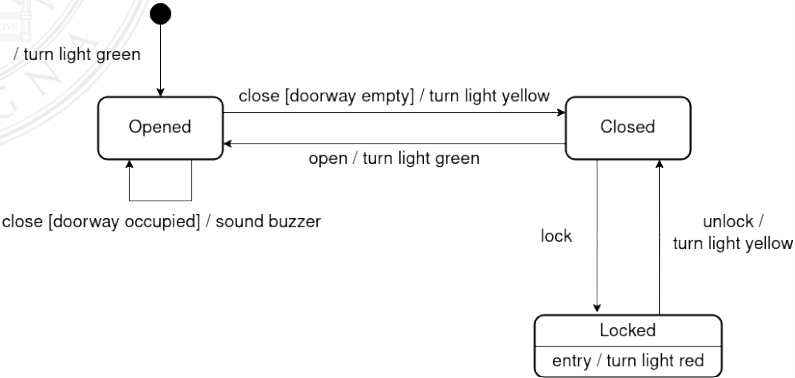 / turn light green
close [doorway empty] / turn light yellow
Opened
Closed
open / turn light green
close [doorway occupied] / sound buzzer
lock
unlock /
turn light yellow
Locked
entry / turn light red